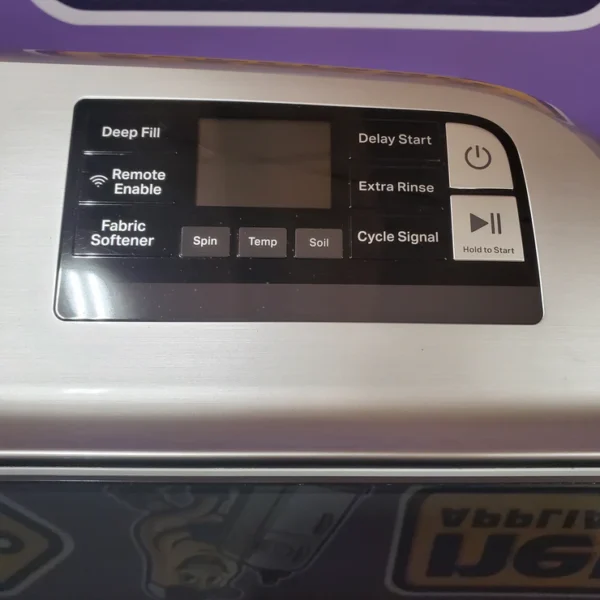 Deep Fill
Remote
Enable
Fabric
Softener
Spin
Temp
Soil
Delay Start
Extra Rinse
Cycle Signal
Hold to Start